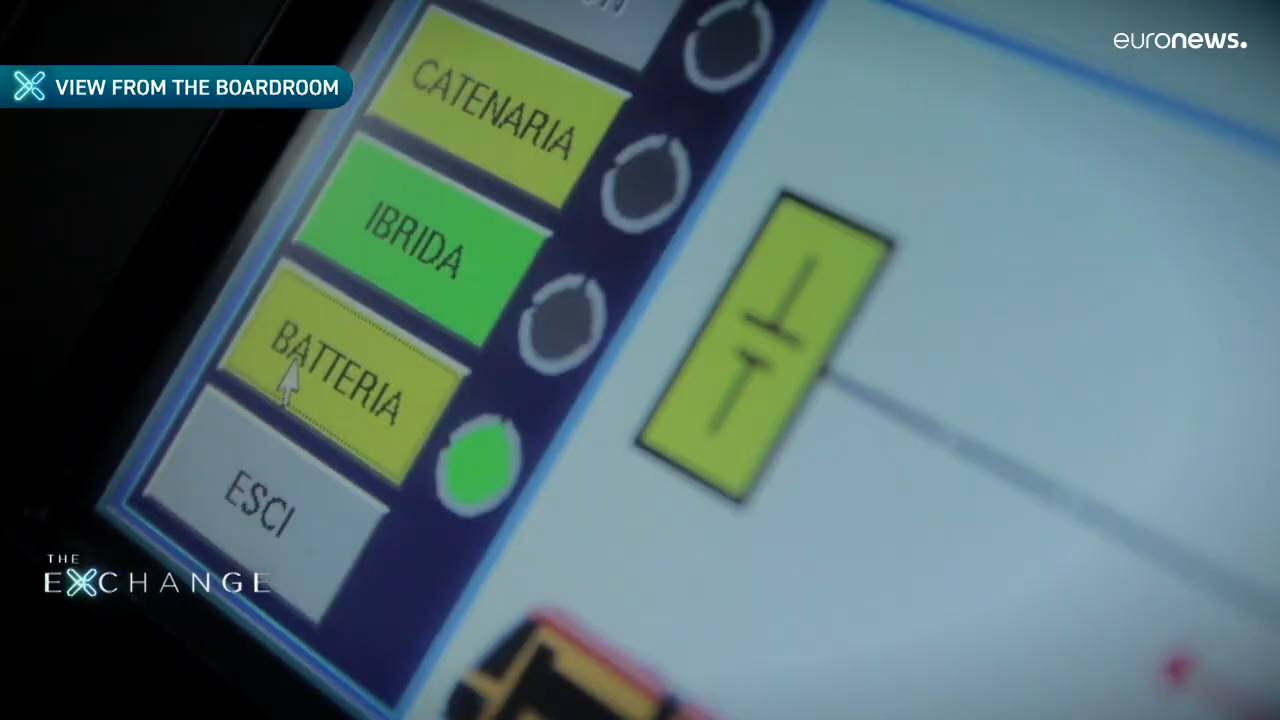 euronews.
VIEW FROM THE BOARDROOM
CATENARIA
IBRIDA
BATTERIA
ESCI
THE
EXCHANGE